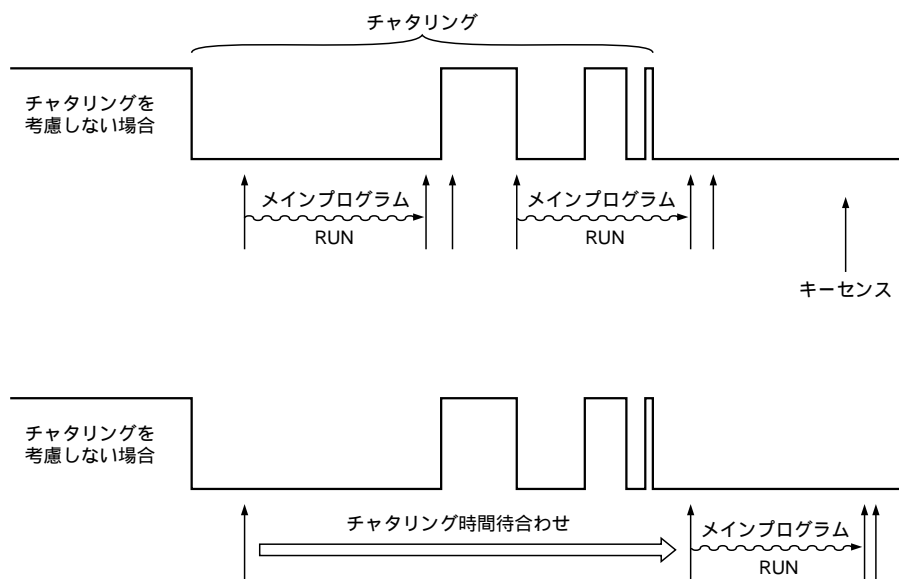 チャタリング
チャタリングを
考慮しない場合
メインプログラム
RUN
メインプログラム
RUN
キーセンス
チャタリングを
考慮しない場合
チャタリング時間待合わせ
メインプログラム
RUN